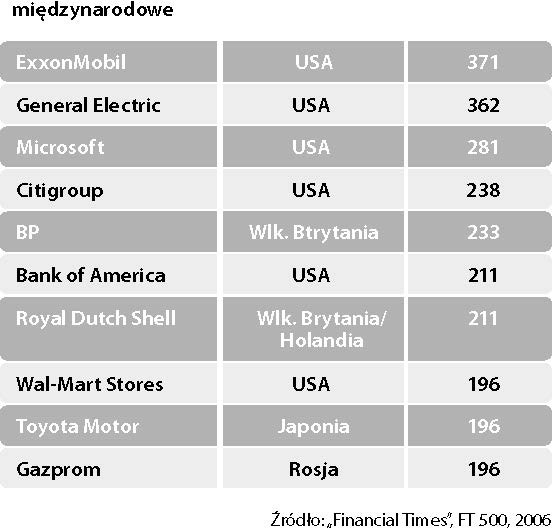 międzynarodowe
ExxonMobil USA 371
General Electric USA 362
Microsoft USA 281
Citigroup USA 238
BP Wlk. Btrytania 233
Bank of America USA 211
Royal Dutch Shell Wlk. Brytania/ 211
Holandia
Wal-Mart Stores USA 196
Toyota Motor Japonia 196
Gazprom Rosja 196
Źródło: „Financial Times”, FT 500, 2006